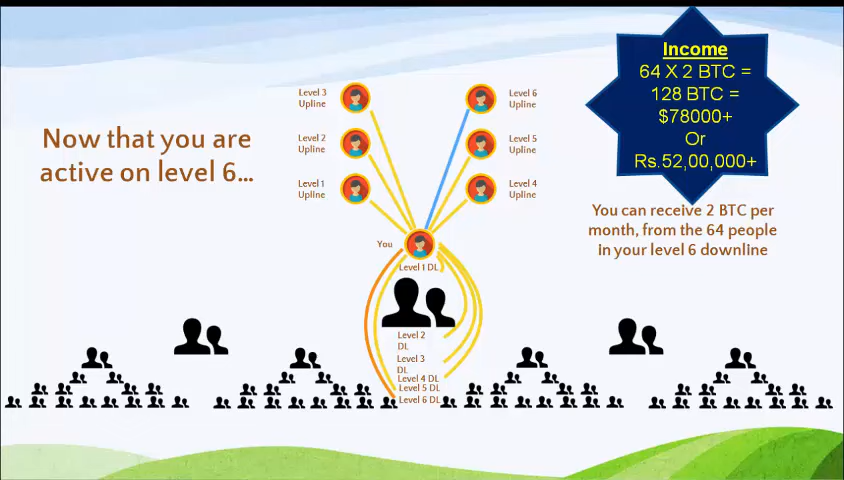 Income
64 X 2 BTC =
128 BTC =
$78000+
Or
Rs.52,00,000+
Now that you are
active on level 6...
Level 3
Upline
Level 2
Upline
Level 1
Upline
Level 6
Upline
Level 5
Upline
Level 4
Upline
You can receive 2 BTC per
month, from the 64 people
in your level 6 downline
You
Level 1 DL
Level 2
DL
Level 3
DL
Level 4 DL
Level 5 DL
Level 6 DL